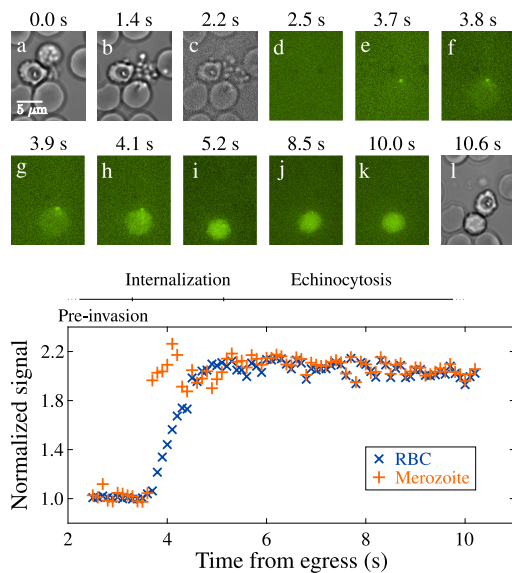 0.0 s 1.4 s 2.2 s 2.5 s 3.7 s 3.8 s
a b c d e f
5 µm
3.9 s 4.1 s 5.2 s 8.5 s 10.0 s 10.6 s
g h i j k l
Internalization Echinocytosis
Pre-invasion
2.2
1.8
1.4
1.0
Normalized signal
RBC
Merozoite
2 4 6 8 10
Time from egress (s)